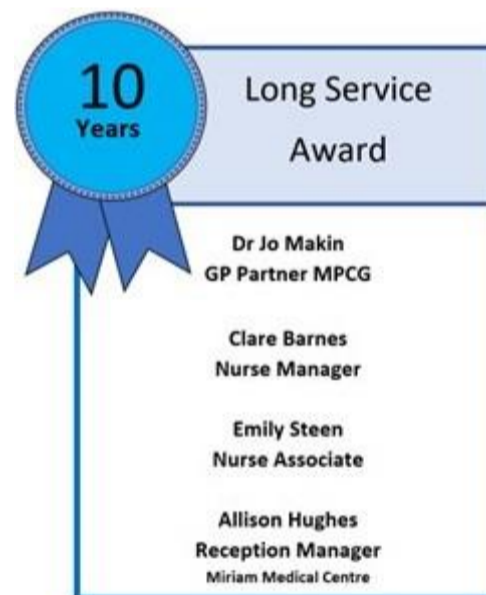 10
Years
Long Service
Award
Dr Jo Makin
GP Partner MPCG
Clare Barnes
Nurse Manager
Emily Steen
Nurse Associate
Allison Hughes
Reception Manager
Miriam Medical Centre